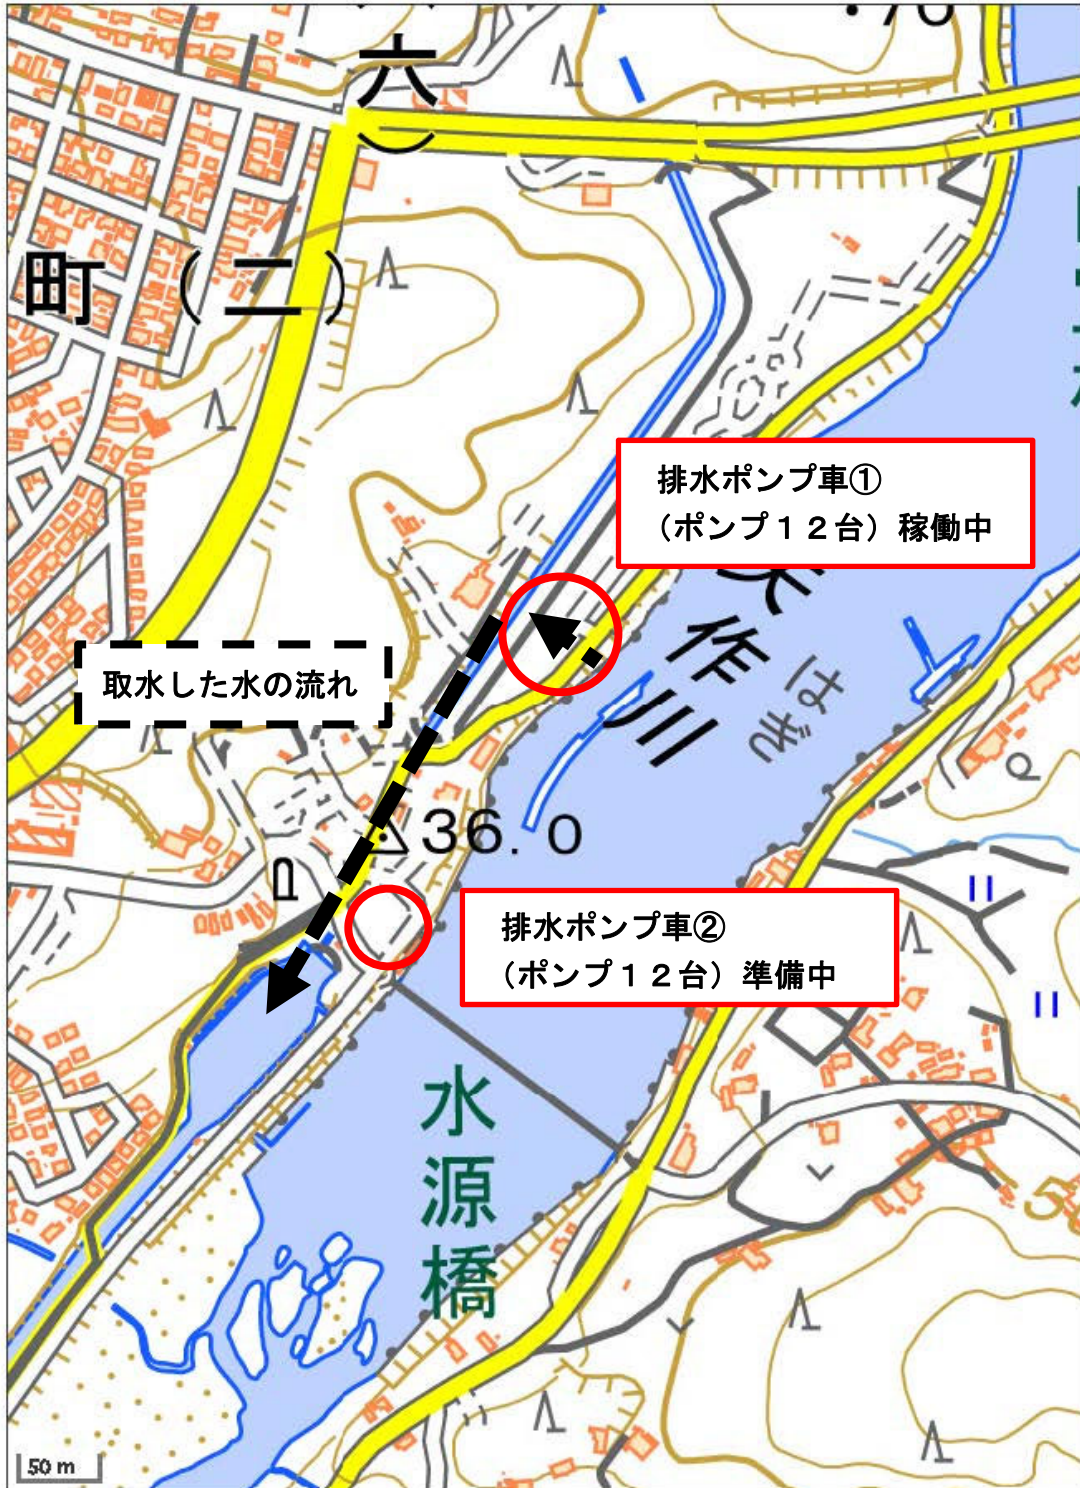 六）
町（二）
排水ポンプ車①
（ポンプ１２台）稼働中
矢作川
はぎ
取水した水の流れ
36.0
排水ポンプ車②
（ポンプ１２台）準備中
水源橋
50 m